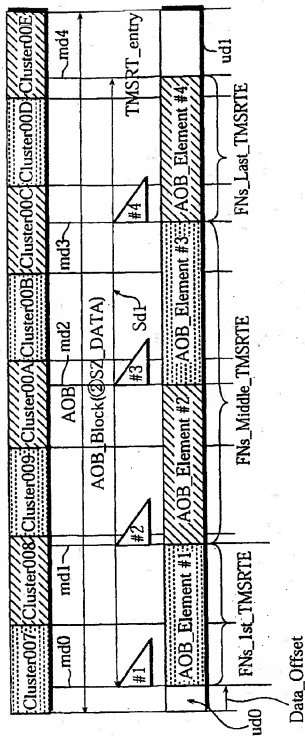 Cluster007 Cluster008 Cluster009 Cluster00A Cluster00B Cluster00C Cluster00D Cluster00E
md0 md1 md2 md3 md4
AOB
AOB_Block(②SZ_DATA)
Sd1 TMSRT_entry
#1 #2 #3 #4
AOB_Element #1 AOB_Element #2 AOB_Element #3 AOB_Element #4
ud0 ud1
FNs_1st_TMSRTE FNs_Middle_TMSRTE FNs_Last_TMSRTE
Data_Offset